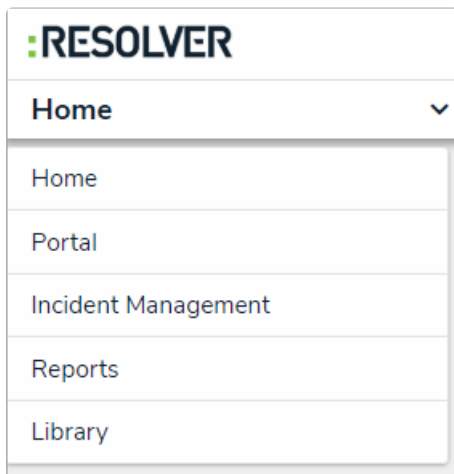 :RESOLVER
Home
Home
Portal
Incident Management
Reports
Library